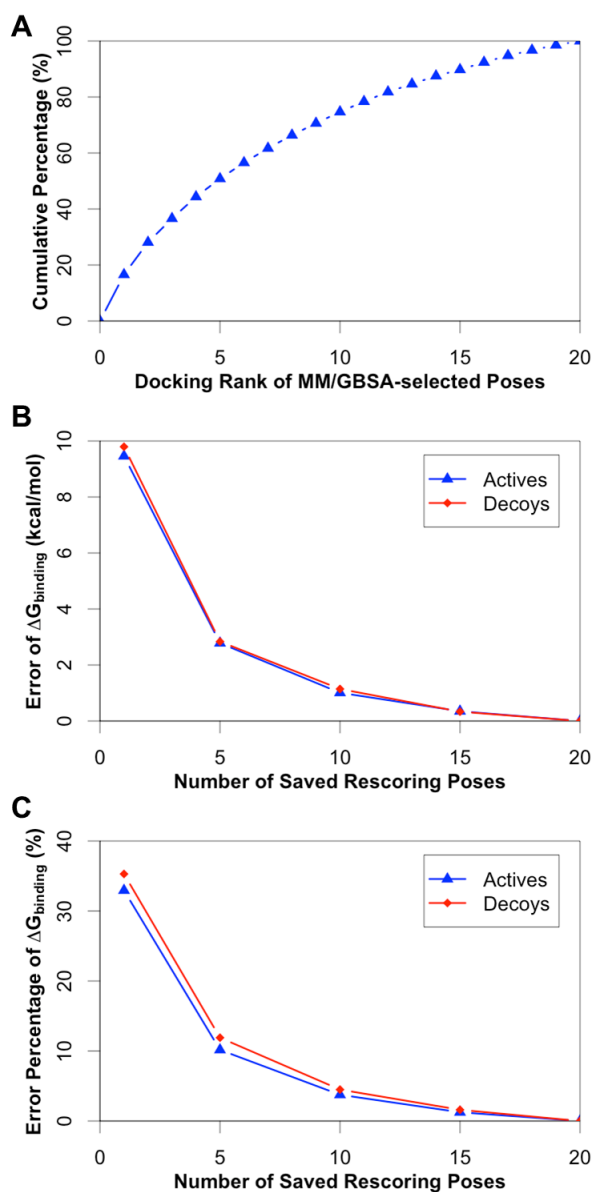 A
Cumulative Percentage (%)
0 20 40 60 80 100
0 5 10 15 20
Docking Rank of MM/GBSA-selected Poses
B
Error of ΔGbinding (kcal/mol)
0 2 4 6 8 10
Actives
Decoys
0 5 10 15 20
Number of Saved Rescoring Poses
C
Error Percentage of ΔGbinding (%)
0 10 20 30 40
Actives
Decoys
0 5 10 15 20
Number of Saved Rescoring Poses